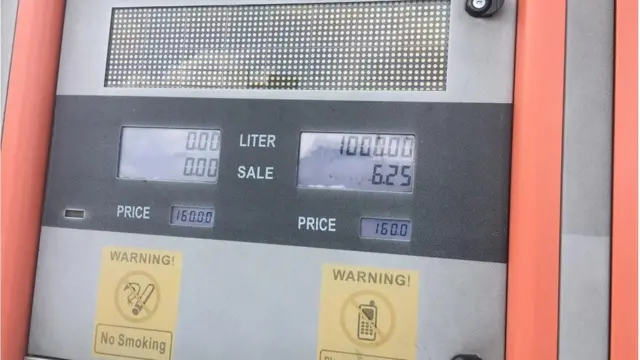 0.00 LITER 1000.00
0.00 SALE 6.25
PRICE 160.00
PRICE 160.0
WARNING!
No Smoking
WARNING!